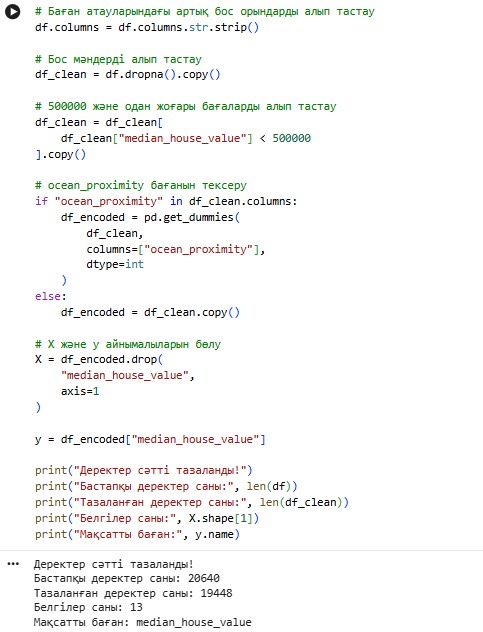 # Баған атауларындағы артық бос орындарды алып тастау
df.columns = df.columns.str.strip()
# Бос мәндерді алып тастау
df_clean = df.dropna().copy()
# 500000 және одан жоғары бағаларды алып тастау
df_clean = df_clean[
    df_clean["median_house_value"] < 500000
].copy()
# ocean_proximity бағанын тексеру
if "ocean_proximity" in df_clean.columns:
    df_encoded = pd.get_dummies(
        df_clean,
        columns=["ocean_proximity"],
        dtype=int
    )
else:
    df_encoded = df_clean.copy()
# X және y айнымалыларын бөлу
X = df_encoded.drop(
    "median_house_value",
    axis=1
)
y = df_encoded["median_house_value"]
print("Деректер сәтті тазаланды!")
print("Бастапқы деректер саны:", len(df))
print("Тазаланған деректер саны:", len(df_clean))
print("Белгілер саны:", X.shape[1])
print("Мақсатты баған:", y.name)
Деректер сәтті тазаланды!
Бастапқы деректер саны: 20640
Тазаланған деректер саны: 19448
Белгілер саны: 13
Мақсатты баған: median_house_value